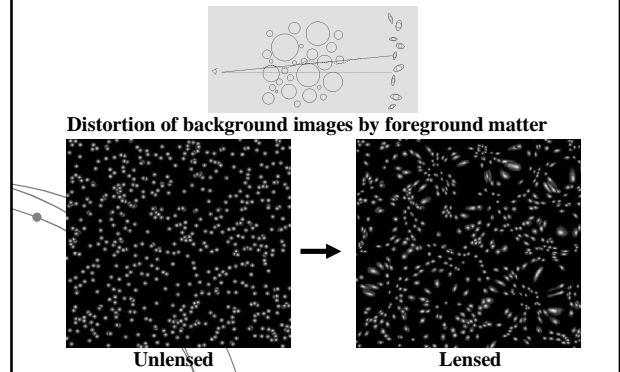 Distortion of background images by foreground matter
Unlensed
Lensed